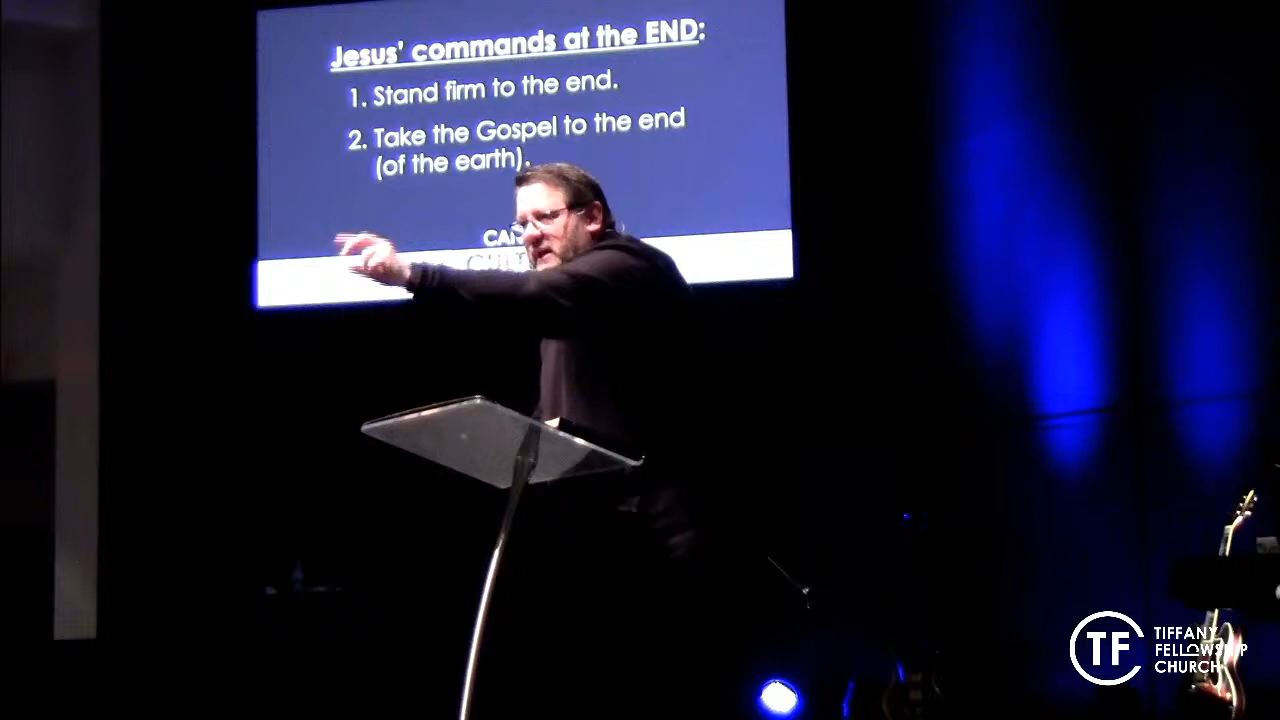 Jesus' commands at the END:
1. Stand firm to the end.
2. Take the Gospel to the end
(of the earth).
TF
TIFFANY
FELLOWSHIP
CHURCH